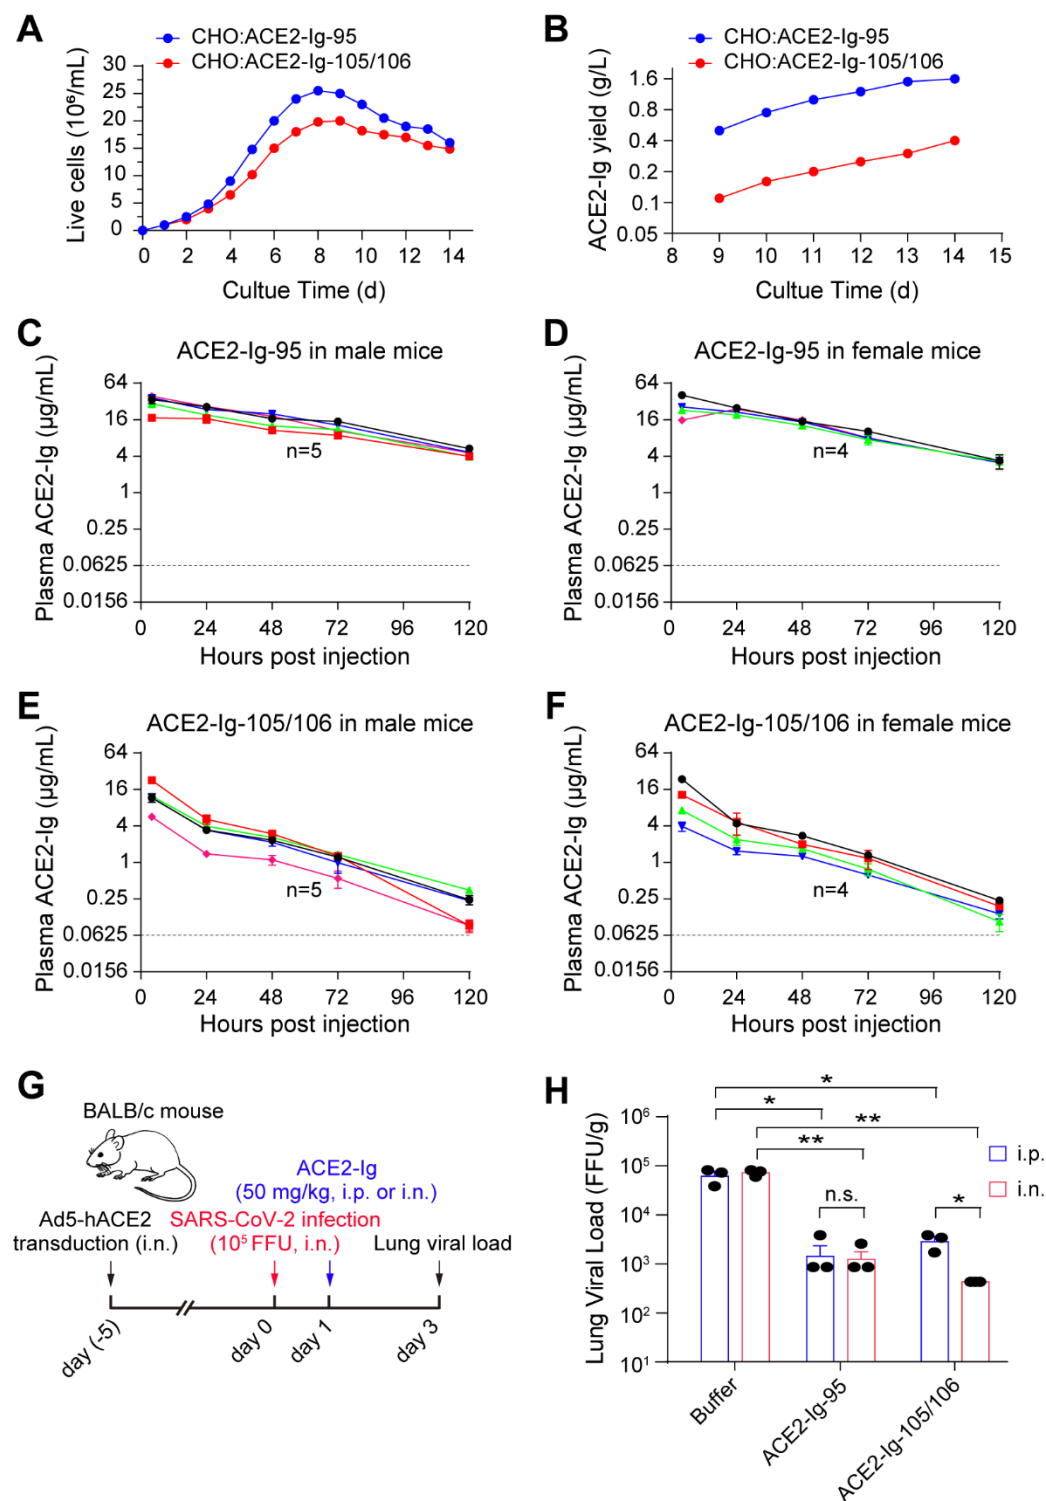 A
CHO:ACE2-Ig-95
CHO:ACE2-Ig-105/106
Live cells (10⁶/mL)
30
25
20
15
10
5
0
0 2 4 6 8 10 12 14
Cultue Time (d)
B
CHO:ACE2-Ig-95
CHO:ACE2-Ig-105/106
ACE2-Ig yield (g/L)
1.6
0.8
0.4
0.2
0.1
0.05
8 9 10 11 12 13 14 15
Cultue Time (d)
C
ACE2-Ig-95 in male mice
Plasma ACE2-Ig (µg/mL)
64
16
4
1
0.25
0.0625
0.0156
n=5
0 24 48 72 96 120
Hours post injection
D
ACE2-Ig-95 in female mice
Plasma ACE2-Ig (µg/mL)
64
16
4
1
0.25
0.0625
0.0156
n=4
0 24 48 72 96 120
Hours post injection
E
ACE2-Ig-105/106 in male mice
Plasma ACE2-Ig (µg/mL)
64
16
4
1
0.25
0.0625
0.0156
n=5
0 24 48 72 96 120
Hours post injection
F
ACE2-Ig-105/106 in female mice
Plasma ACE2-Ig (µg/mL)
64
16
4
1
0.25
0.0625
0.0156
n=4
0 24 48 72 96 120
Hours post injection
G
BALB/c mouse
ACE2-Ig
(50 mg/kg, i.p. or i.n.)
Ad5-hACE2
transduction (i.n.)
SARS-CoV-2 infection
(10⁵ FFU, i.n.)
Lung viral load
day (-5)
day 0
day 1
day 3
H
Lung Viral Load (FFU/g)
10⁶
10⁵
10⁴
10³
10²
10¹
*
*
**
**
n.s.
*
i.p.
i.n.
Buffer
ACE2-Ig-95
ACE2-Ig-105/106